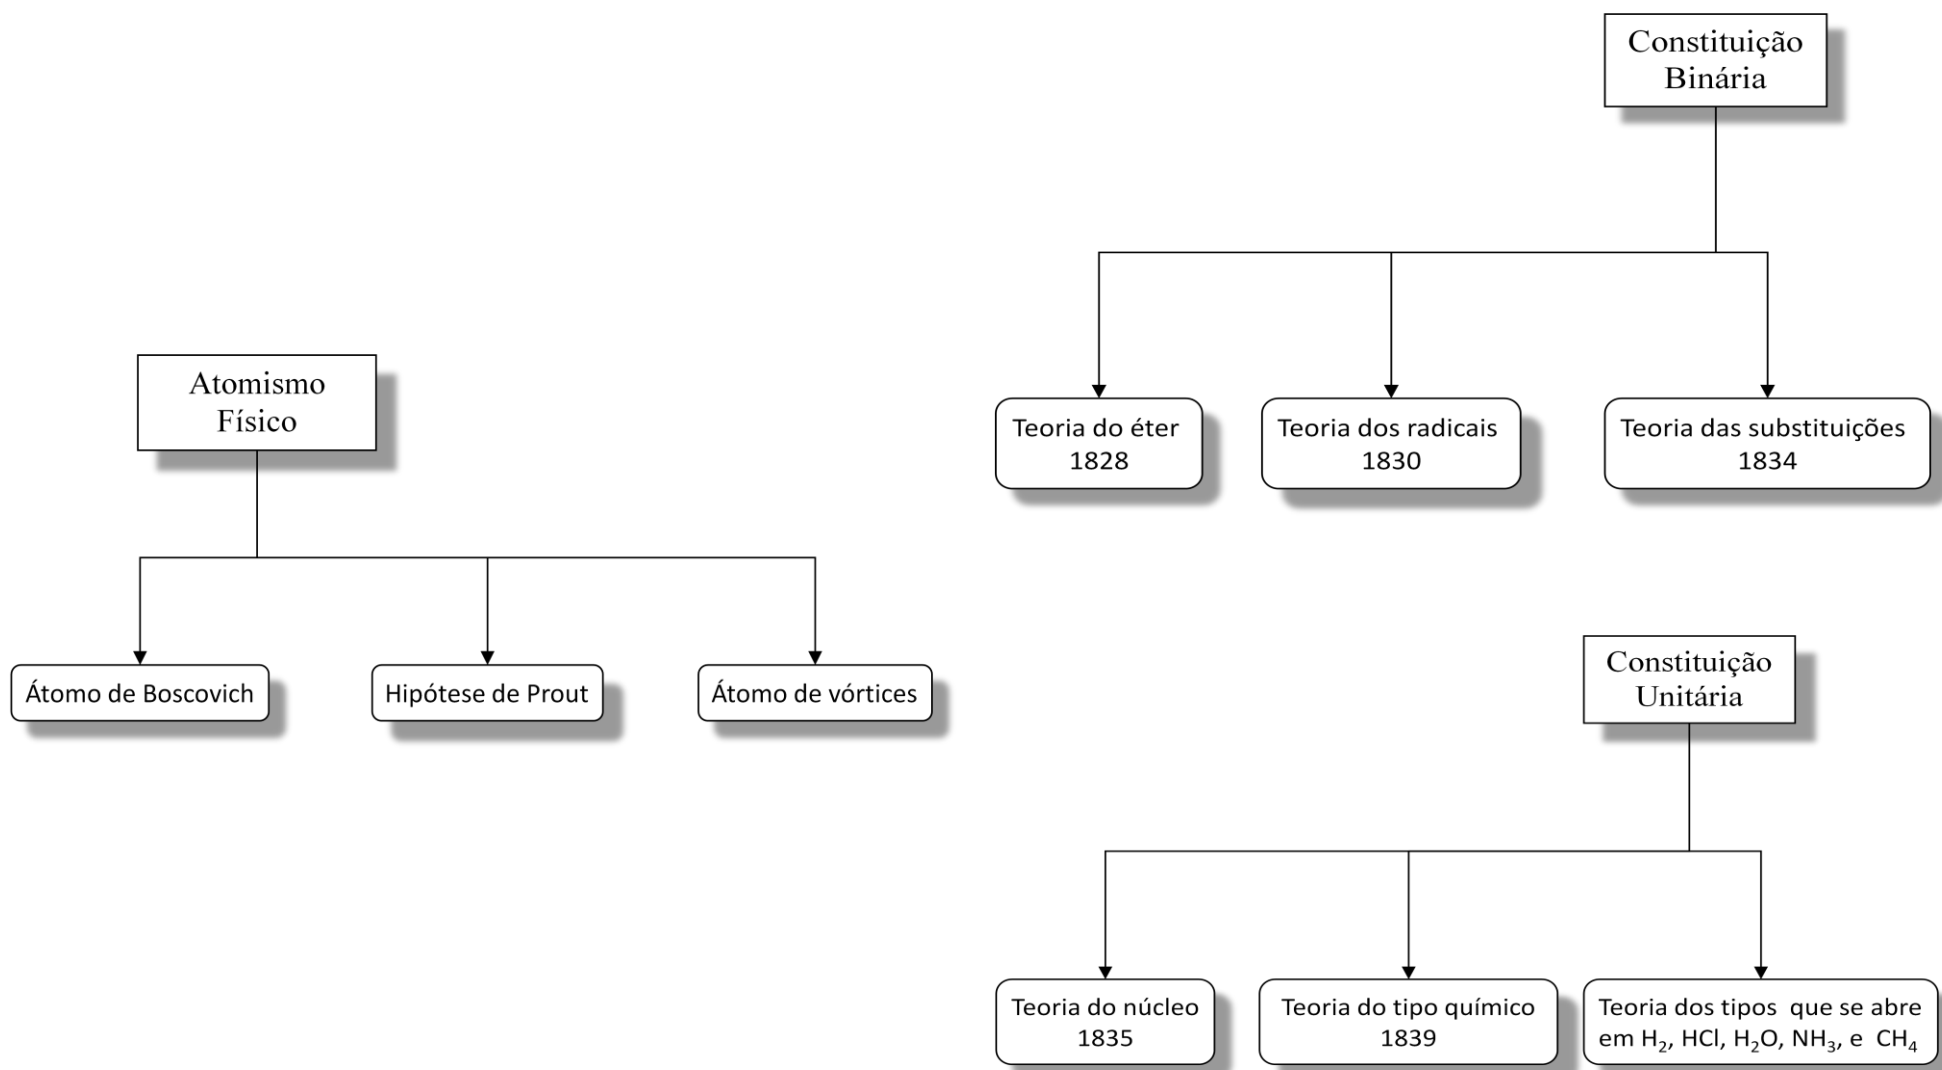 Constituição
Binária
Teoria do éter
1828
Teoria dos radicais
1830
Teoria das substituições
1834
Atomismo
Físico
Átomo de Boscovich
Hipótese de Prout
Átomo de vórtices
Constituição
Unitária
Teoria do núcleo
1835
Teoria do tipo químico
1839
Teoria dos tipos que se abre
em H₂, HCl, H₂O, NH₃, e CH₄